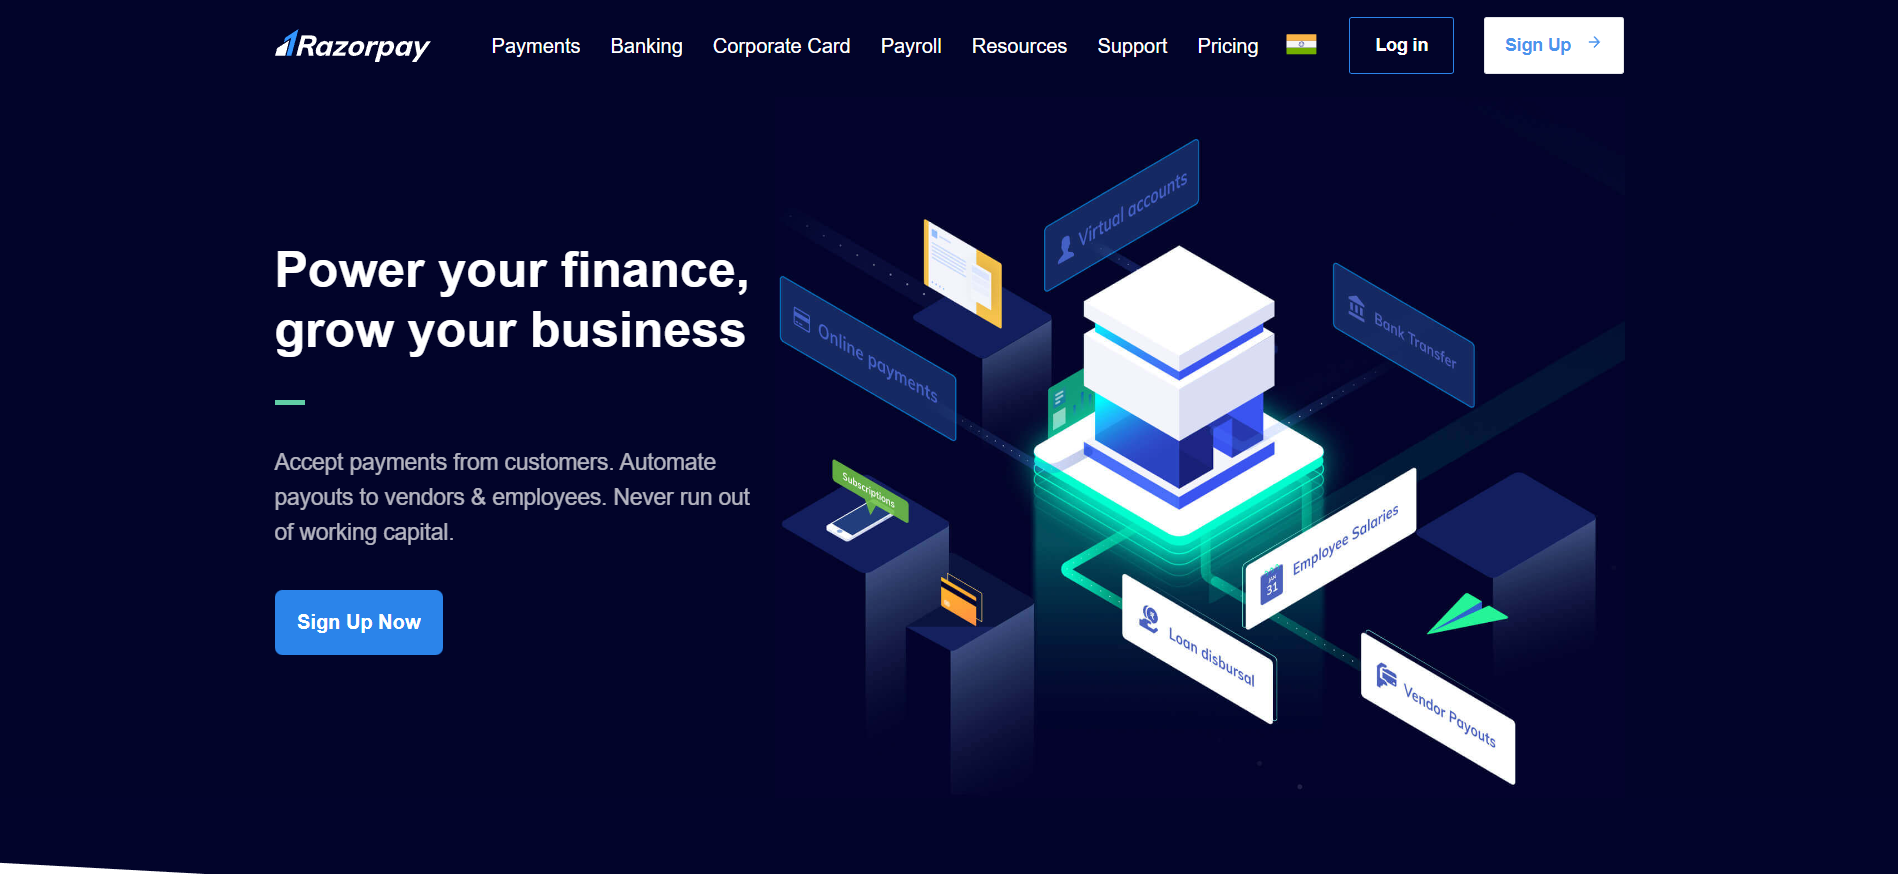 Razorpay
Payments
Banking
Corporate Card
Payroll
Resources
Support
Pricing
Log in
Sign Up
Power your finance,
grow your business
Accept payments from customers. Automate
payouts to vendors & employees. Never run out
of working capital.
Sign Up Now
Virtual accounts
Online payments
Bank Transfer
Subscriptions
Employee Salaries
JAN
31
Loan disbursal
Vendor Payouts